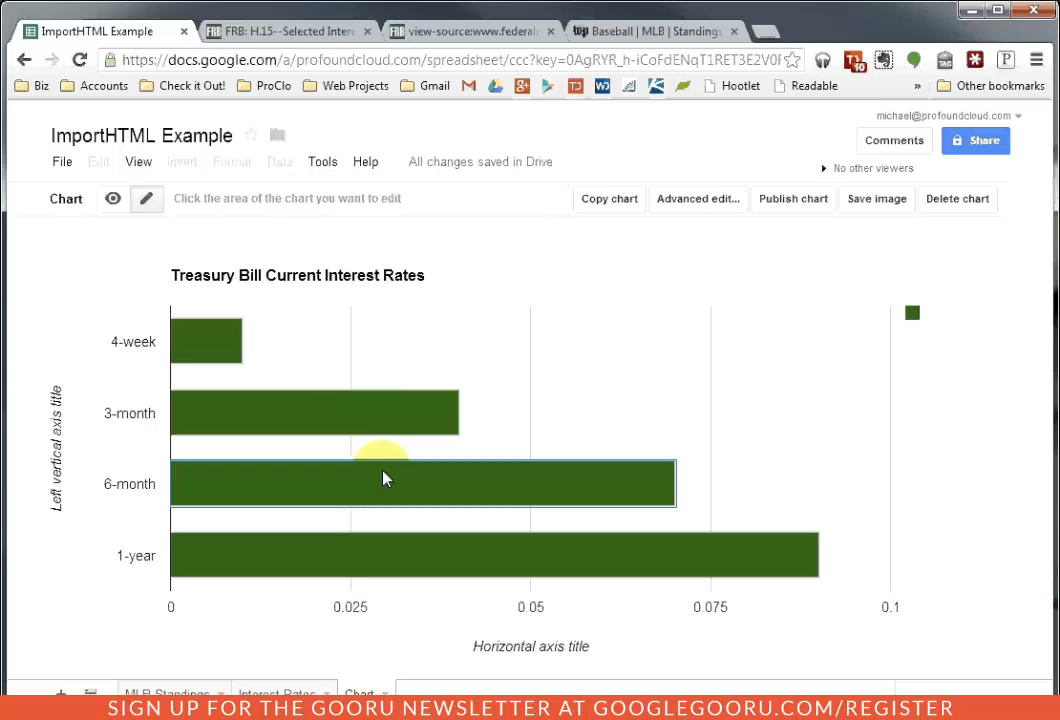 ImportHTML Example
FRB: H.15--Selected Intere
view-source:www.federal
top Baseball | MLB | Standings
https://docs.google.com/a/profoundcloud.com/spreadsheet/ccc?key=0AgRYR_h-iCoFdENqT1RET3E2V0F
10
TAG
P
Biz
Accounts
Check it Out!
ProClo
Web Projects
Gmail
Hootlet
Readable
»
Other bookmarks
michael@profoundcloud.com
ImportHTML Example
Comments
Share
File Edit View Insert Format Data Tools Help All changes saved in Drive
No other viewers
Chart
Click the area of the chart you want to edit
Copy chart
Advanced edit...
Publish chart
Save image
Delete chart
Treasury Bill Current Interest Rates
4-week
3-month
6-month
1-year
Left vertical axis title
0 0.025 0.05 0.075 0.1
Horizontal axis title
MLB Standings
Interest Rates
Chart
SIGN UP FOR THE GOORU NEWSLETTER AT GOOGLEGOORU.COM/REGISTER